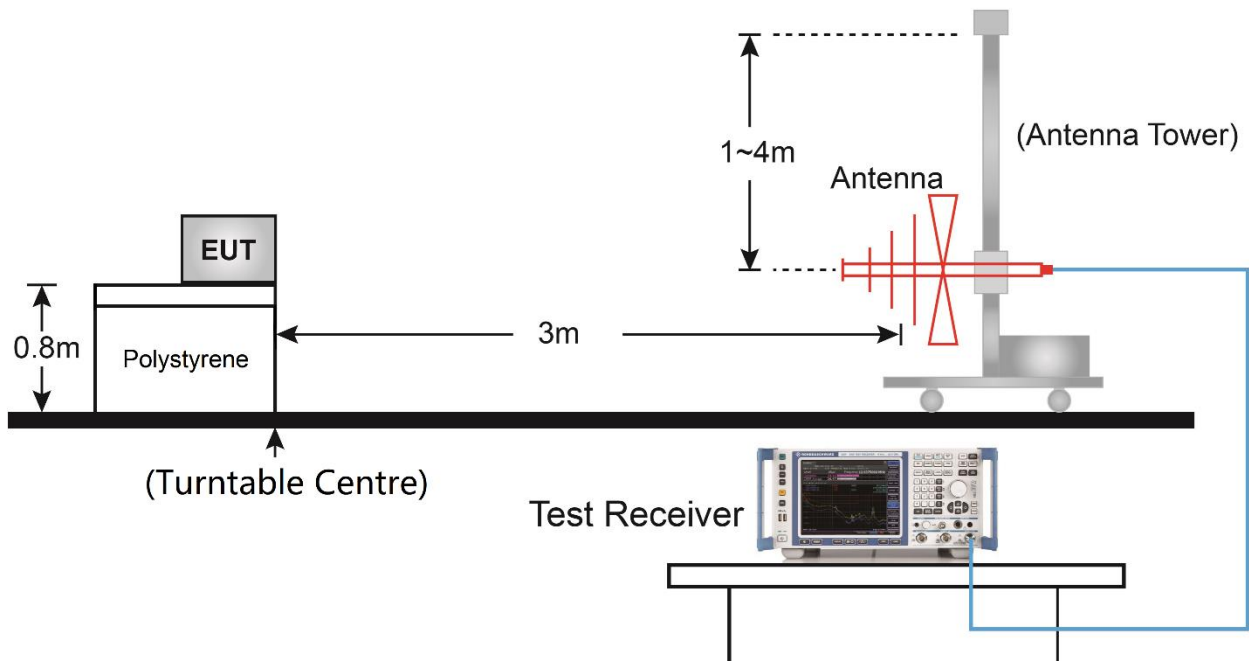 1~4m
(Antenna Tower)
Antenna
EUT
0.8m
Polystyrene
3m
(Turntable Centre)
Test Receiver